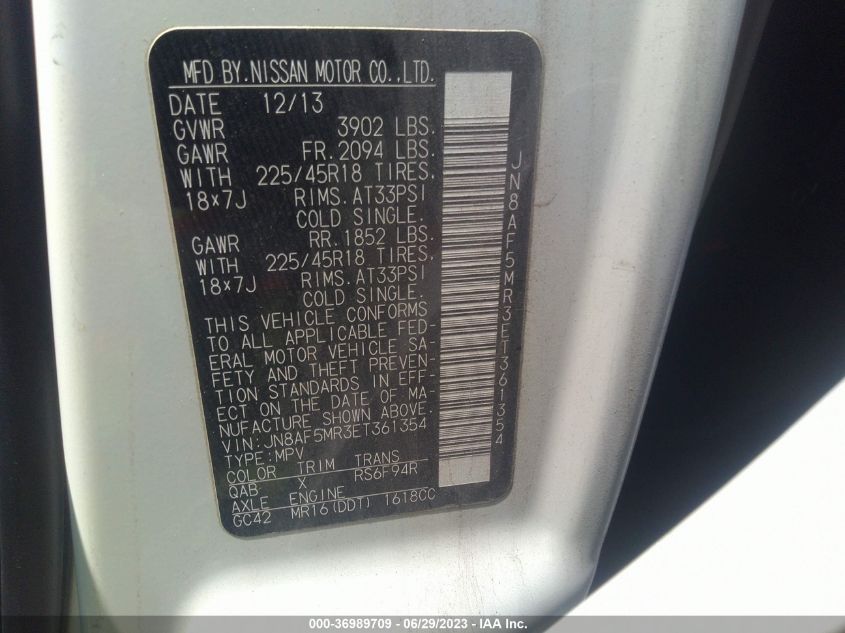 MFD BY.NISSAN MOTOR CO.,LTD.
DATE 12/13
GVWR 3902 LBS.
GAWR FR. 2094 LBS.
WITH 225/45R18 TIRES,
18×7J RIMS. AT33PSI
COLD SINGLE.
GAWR RR. 1852 LBS.
WITH 225/45R18 TIRES,
18×7J RIMS. AT33PSI
COLD SINGLE.
THIS VEHICLE CONFORMS
TO ALL APPLICABLE FED-
ERAL MOTOR VEHICLE SA-
FETY AND THEFT PREVEN-
TION STANDARDS IN EFF-
ECT ON THE DATE OF MA-
NUFACTURE SHOWN ABOVE.
VIN:JN8AF5MR3ET361354
TYPE:MPV
COLOR TRIM TRANS
QAB X RS6F94R
AXLE ENGINE
GC42 MR16(DDT) 1618CC
JN8AF5MR3ET361354
000-36989709 - 06/29/2023 - IAA Inc.